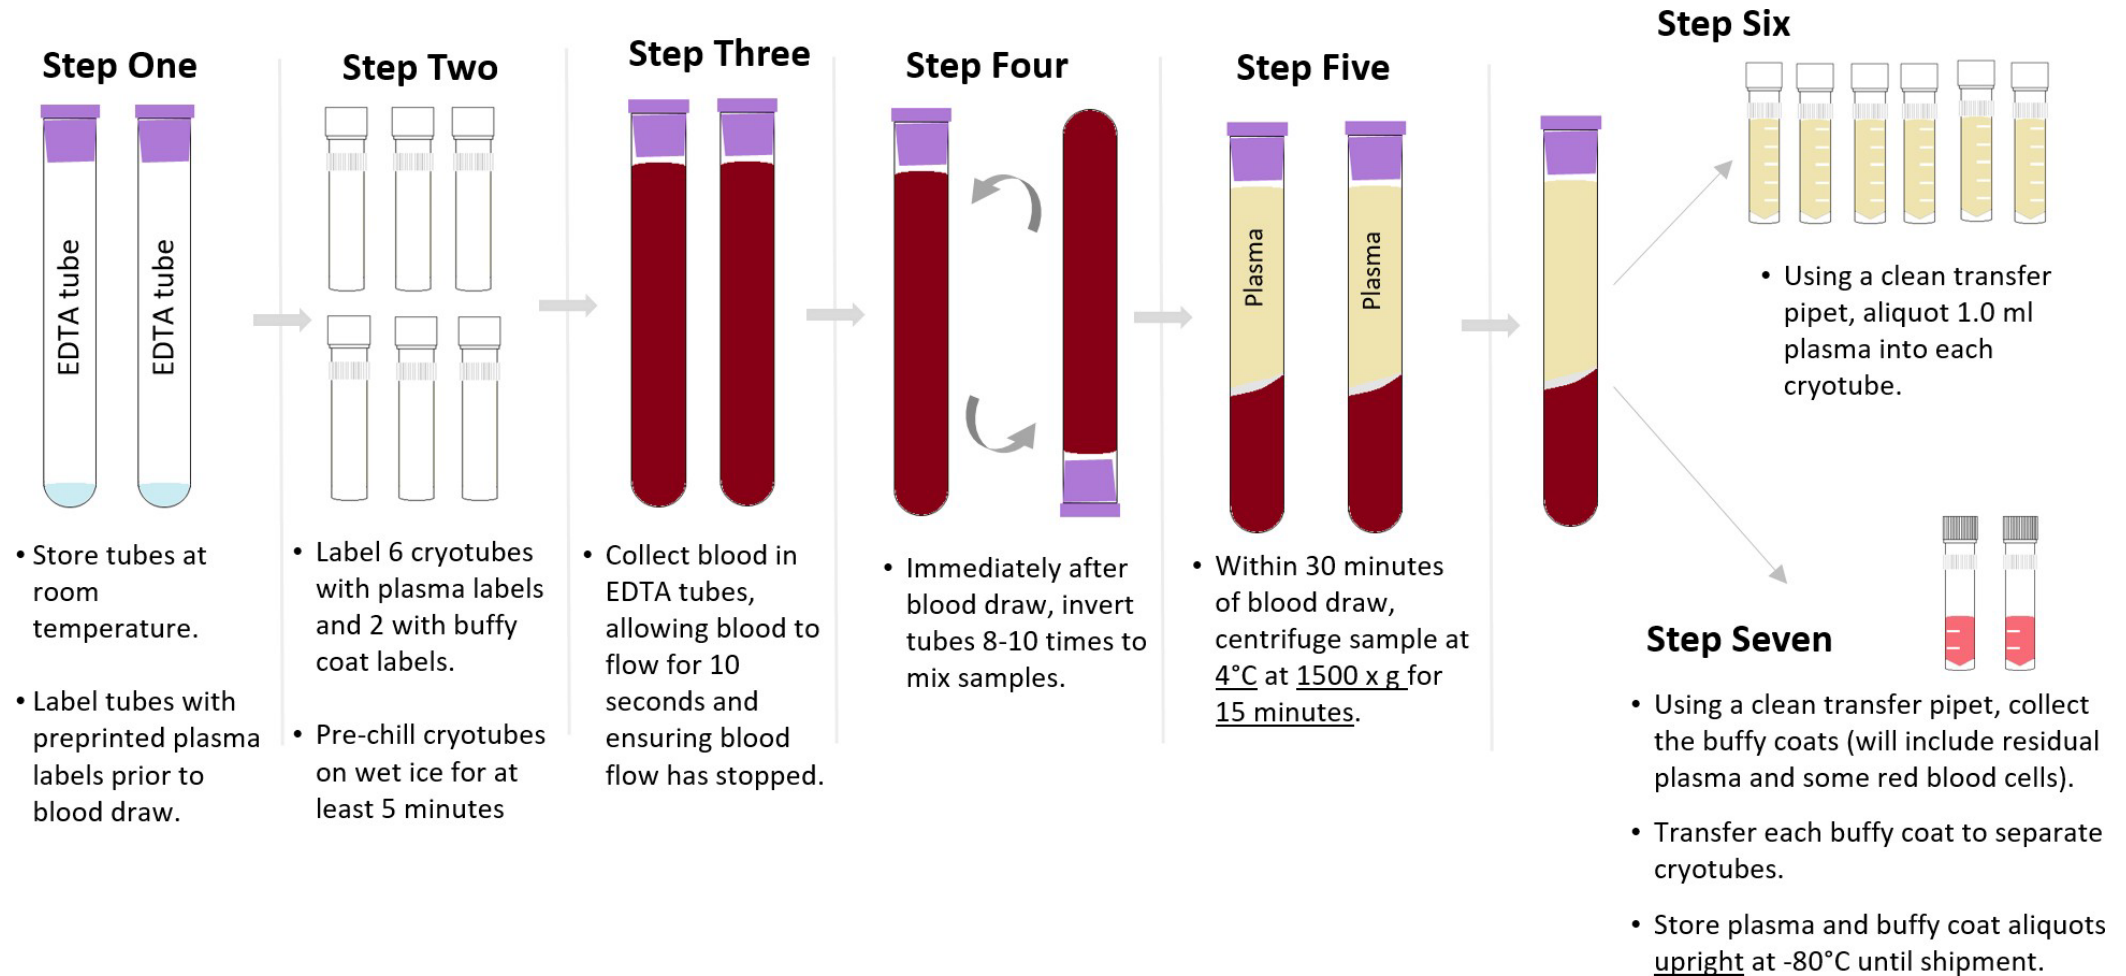 Step One
EDTA tube
EDTA tube
• Store tubes at
room
temperature.
• Label tubes with
preprinted plasma
labels prior to
blood draw.
Step Two
• Label 6 cryotubes
with plasma labels
and 2 with buffy
coat labels.
• Pre-chill cryotubes
on wet ice for at
least 5 minutes
Step Three
• Collect blood in
EDTA tubes,
allowing blood to
flow for 10
seconds and
ensuring blood
flow has stopped.
Step Four
• Immediately after
blood draw, invert
tubes 8-10 times to
mix samples.
Step Five
Plasma
Plasma
• Within 30 minutes
of blood draw,
centrifuge sample at
4°C at 1500 x g for
15 minutes.
Step Six
• Using a clean transfer
pipet, aliquot 1.0 ml
plasma into each
cryotube.
Step Seven
• Using a clean transfer pipet, collect
the buffy coats (will include residual
plasma and some red blood cells).
• Transfer each buffy coat to separate
cryotubes.
• Store plasma and buffy coat aliquots
upright at -80°C until shipment.